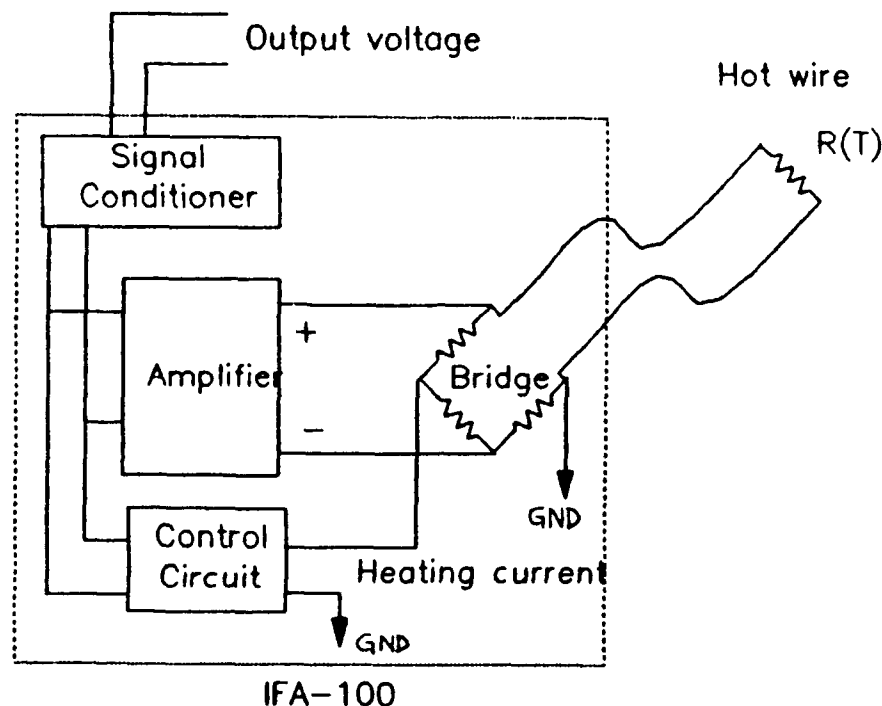 Output voltage
Hot wire
R(T)
Signal
Conditioner
+
Amplifier
Bridge
−
GND
Control
Circuit
Heating current
GND
IFA-100